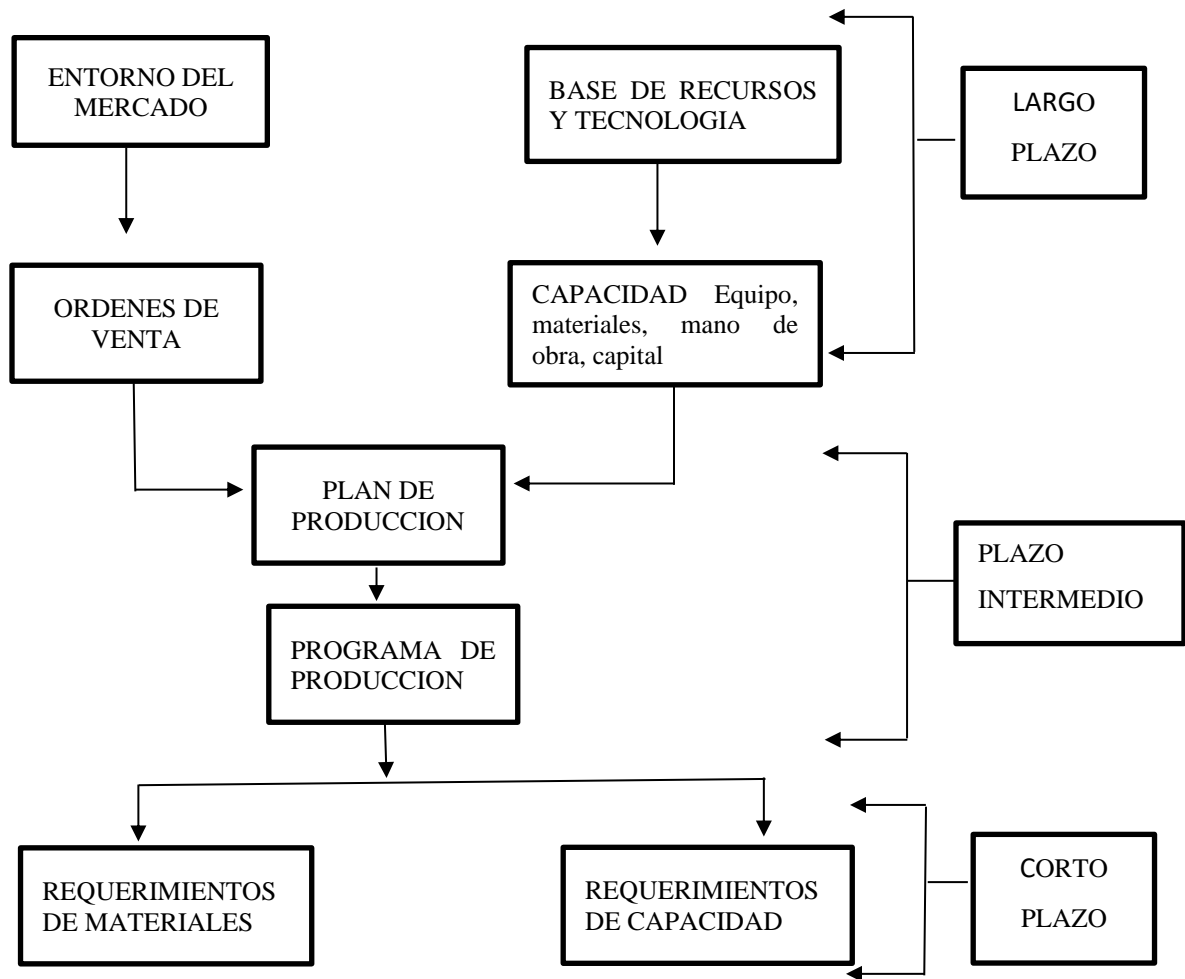 ENTORNO DEL
MERCADO
BASE DE RECURSOS
Y TECNOLOGIA
LARGO
PLAZO
ORDENES DE
VENTA
CAPACIDAD Equipo,
materiales, mano de
obra, capital
PLAN DE
PRODUCCION
PLAZO
INTERMEDIO
PROGRAMA DE
PRODUCCION
REQUERIMIENTOS
DE MATERIALES
REQUERIMIENTOS
DE CAPACIDAD
CORTO
PLAZO